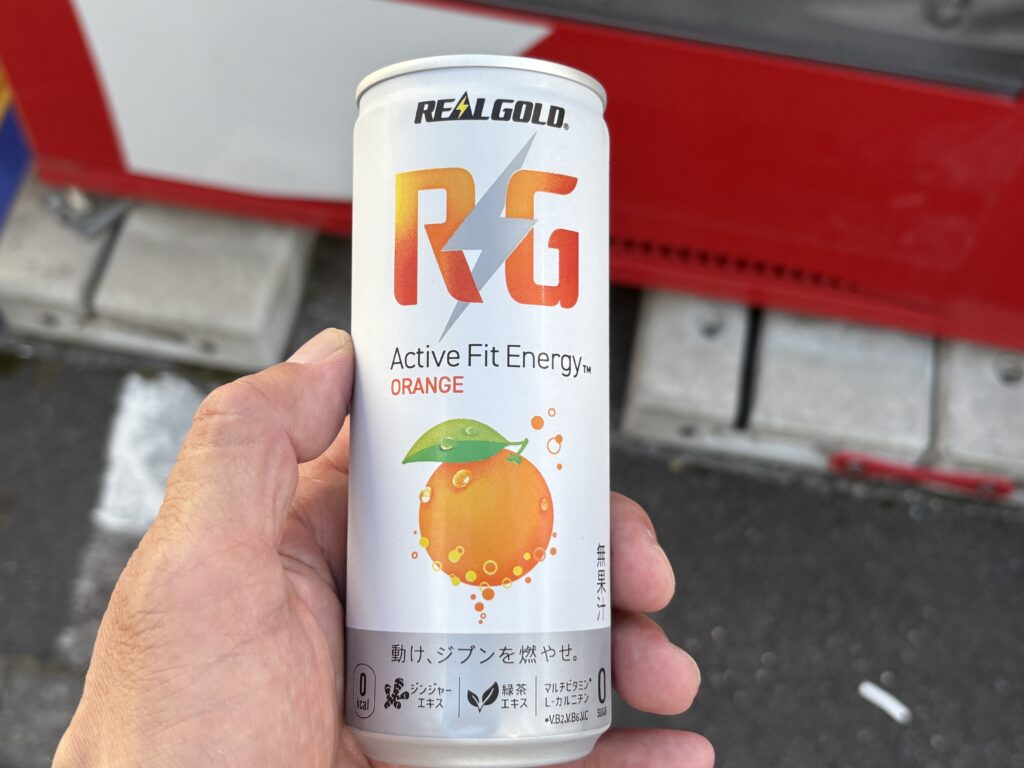 REALGOLD®
RG
Active Fit Energy™
ORANGE
無果汁
動け、ジブンを燃やせ。
0
kcal
ジンジャー
エキス
緑茶
エキス
マルチビタミン*
L-カルニチン
*V.B2,V.B6,V.C
0
SUGAR